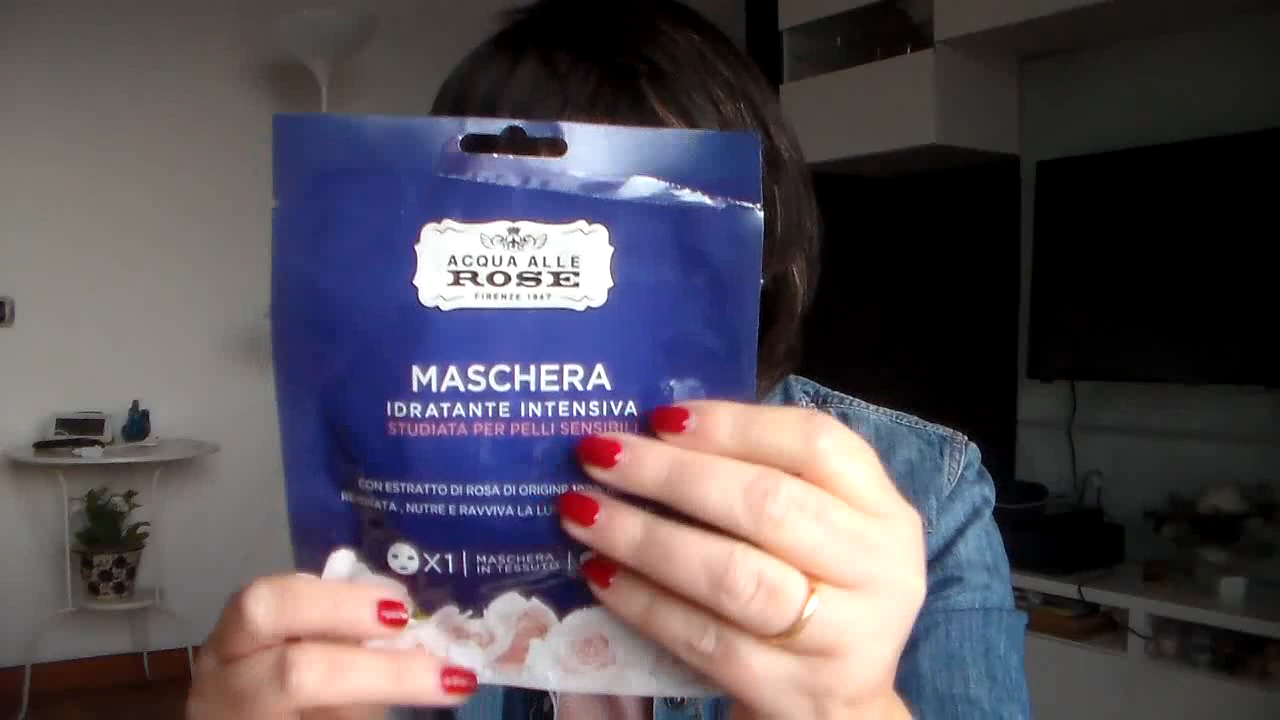 ACQUA ALLE
ROSE
FIRENZE 1867
MASCHERA
IDRATANTE INTENSIVA
STUDIATA PER PELLI SENSIBILI
CON ESTRATTO DI ROSA DI ORIGINE
NUTRE E RAVVIVA LA
X1 MASCHERA
IN TESSUTO